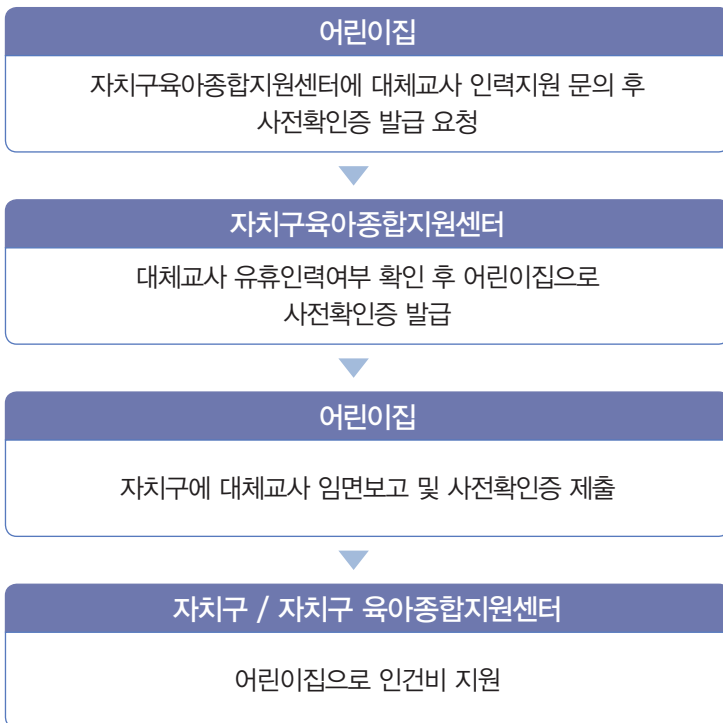 어린이집
자치구육아종합지원센터에 대체교사 인력지원 문의 후
사전확인증 발급 요청
자치구육아종합지원센터
대체교사 유휴인력여부 확인 후 어린이집으로
사전확인증 발급
어린이집
자치구에 대체교사 임면보고 및 사전확인증 제출
자치구 / 자치구 육아종합지원센터
어린이집으로 인건비 지원